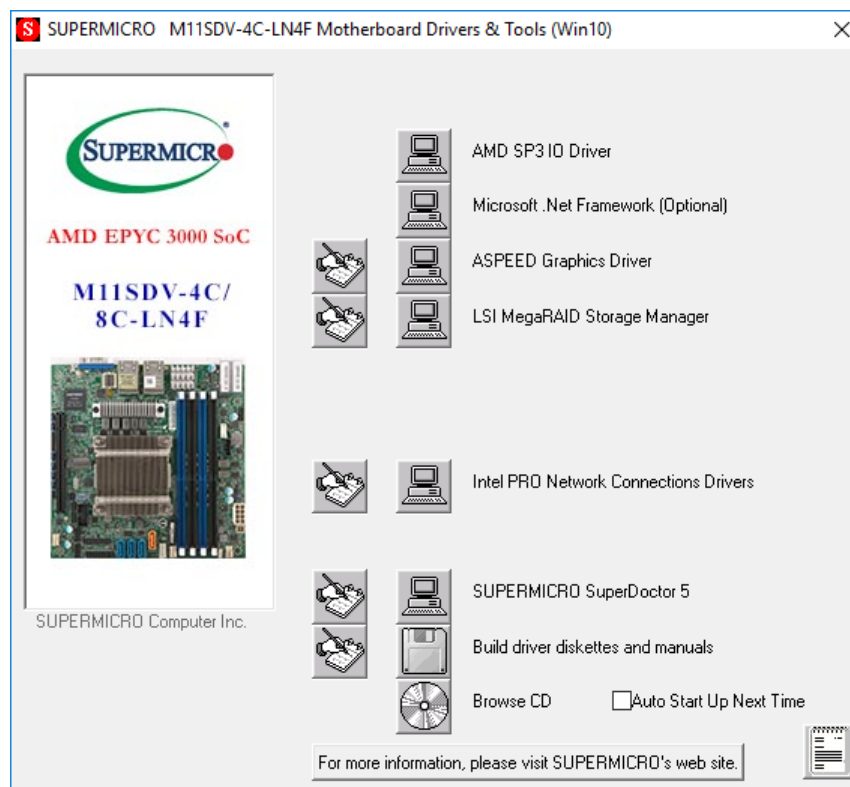 SUPERMICRO M11SDV-4C-LN4F Motherboard Drivers & Tools (Win10)
SUPERMICRO
AMD EPYC 3000 SoC
M11SDV-4C/
8C-LN4F
SUPERMICRO Computer Inc.
AMD SP3 IO Driver
Microsoft .Net Framework (Optional)
ASPEED Graphics Driver
LSI MegaRAID Storage Manager
Intel PRO Network Connections Drivers
SUPERMICRO SuperDoctor 5
Build driver diskettes and manuals
Browse CD
Auto Start Up Next Time
For more information, please visit SUPERMICRO's web site.